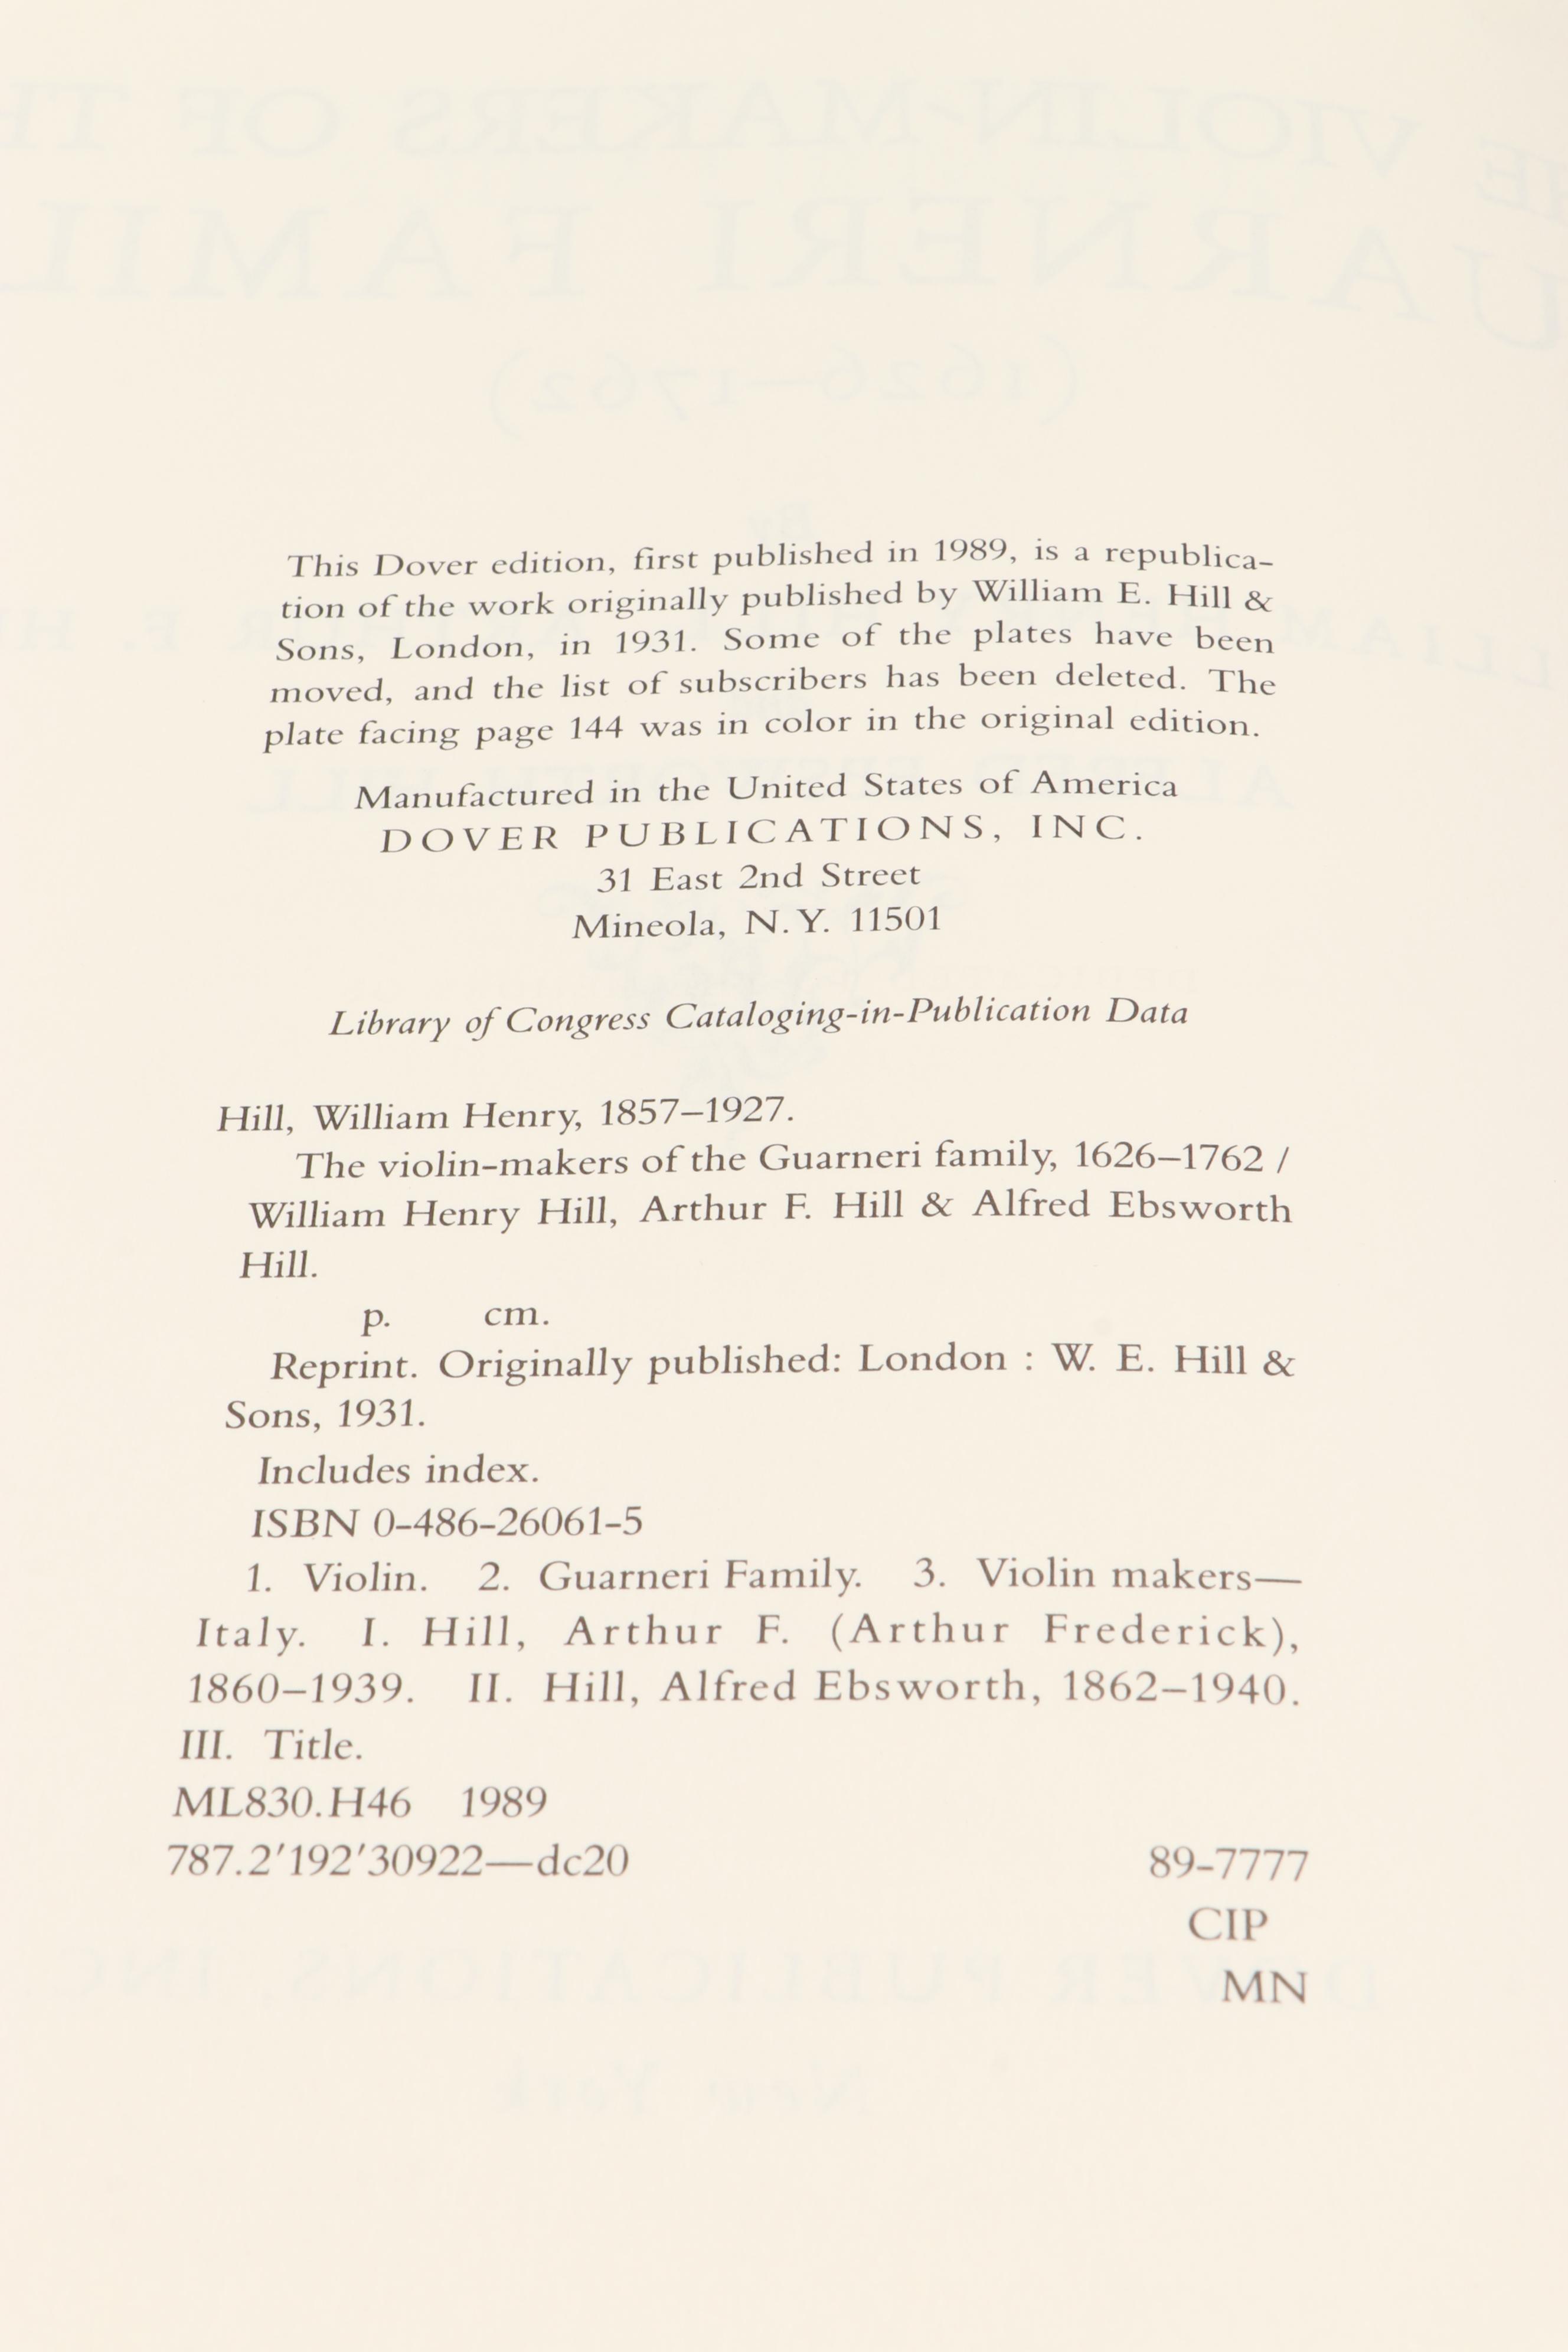 This Dover edition, first published in 1989, is a republica-
tion of the work originally published by William E. Hill &
Sons, London, in 1931. Some of the plates have been
moved, and the list of subscribers has been deleted. The
plate facing page 144 was in color in the original edition.
Manufactured in the United States of America
DOVER PUBLICATIONS, INC.
31 East 2nd Street
Mineola, N.Y. 11501
Library of Congress Cataloging-in-Publication Data
Hill, William Henry, 1857–1927.
The violin-makers of the Guarneri family, 1626–1762 /
William Henry Hill, Arthur F. Hill & Alfred Ebsworth
Hill.
p. cm.
Reprint. Originally published: London : W. E. Hill &
Sons, 1931.
Includes index.
ISBN 0-486-26061-5
1. Violin. 2. Guarneri Family. 3. Violin makers—
Italy. I. Hill, Arthur F. (Arthur Frederick),
1860–1939. II. Hill, Alfred Ebsworth, 1862–1940.
III. Title.
ML830.H46 1989
787.2′192′30922—dc20 89-7777
CIP
MN